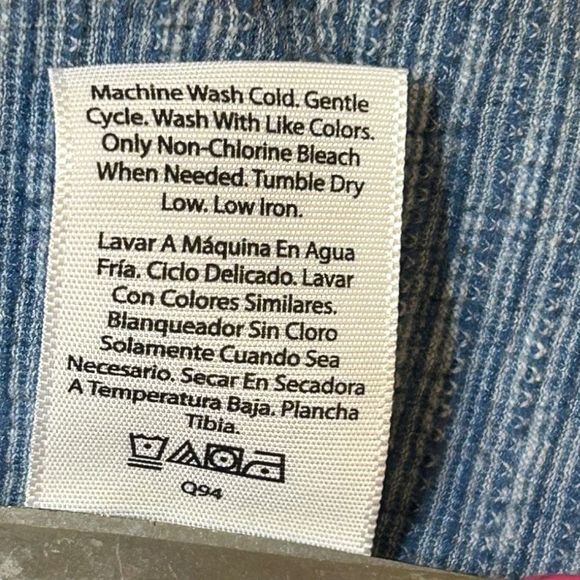 Machine Wash Cold. Gentle
Cycle. Wash With Like Colors.
Only Non-Chlorine Bleach
When Needed. Tumble Dry
Low. Low Iron.
Lavar A Máquina En Agua
Fría. Ciclo Delicado. Lavar
Con Colores Similares.
Blanqueador Sin Cloro
Solamente Cuando Sea
Necesario. Secar En Secadora
A Temperatura Baja. Plancha
Tibia.
Q94